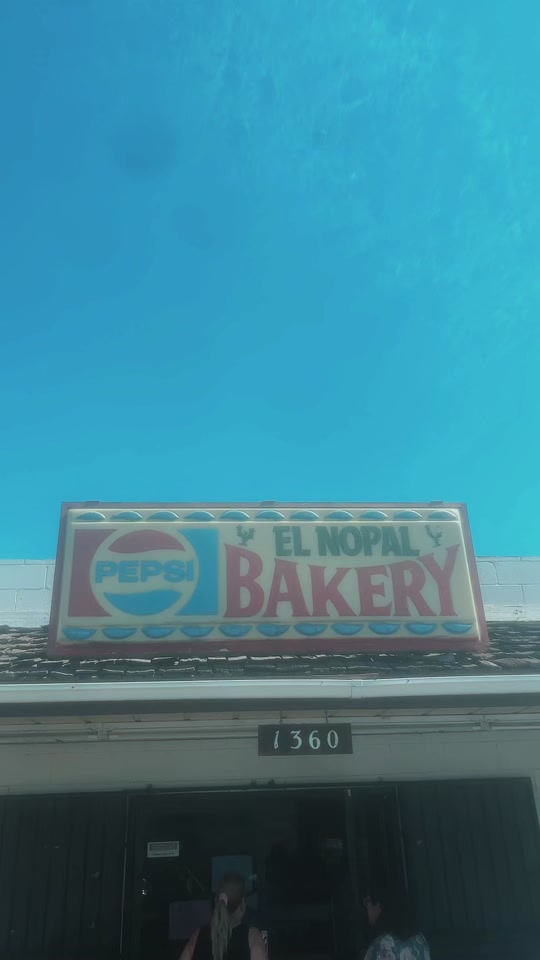 PEPSI
EL NOPAL
BAKERY
1360